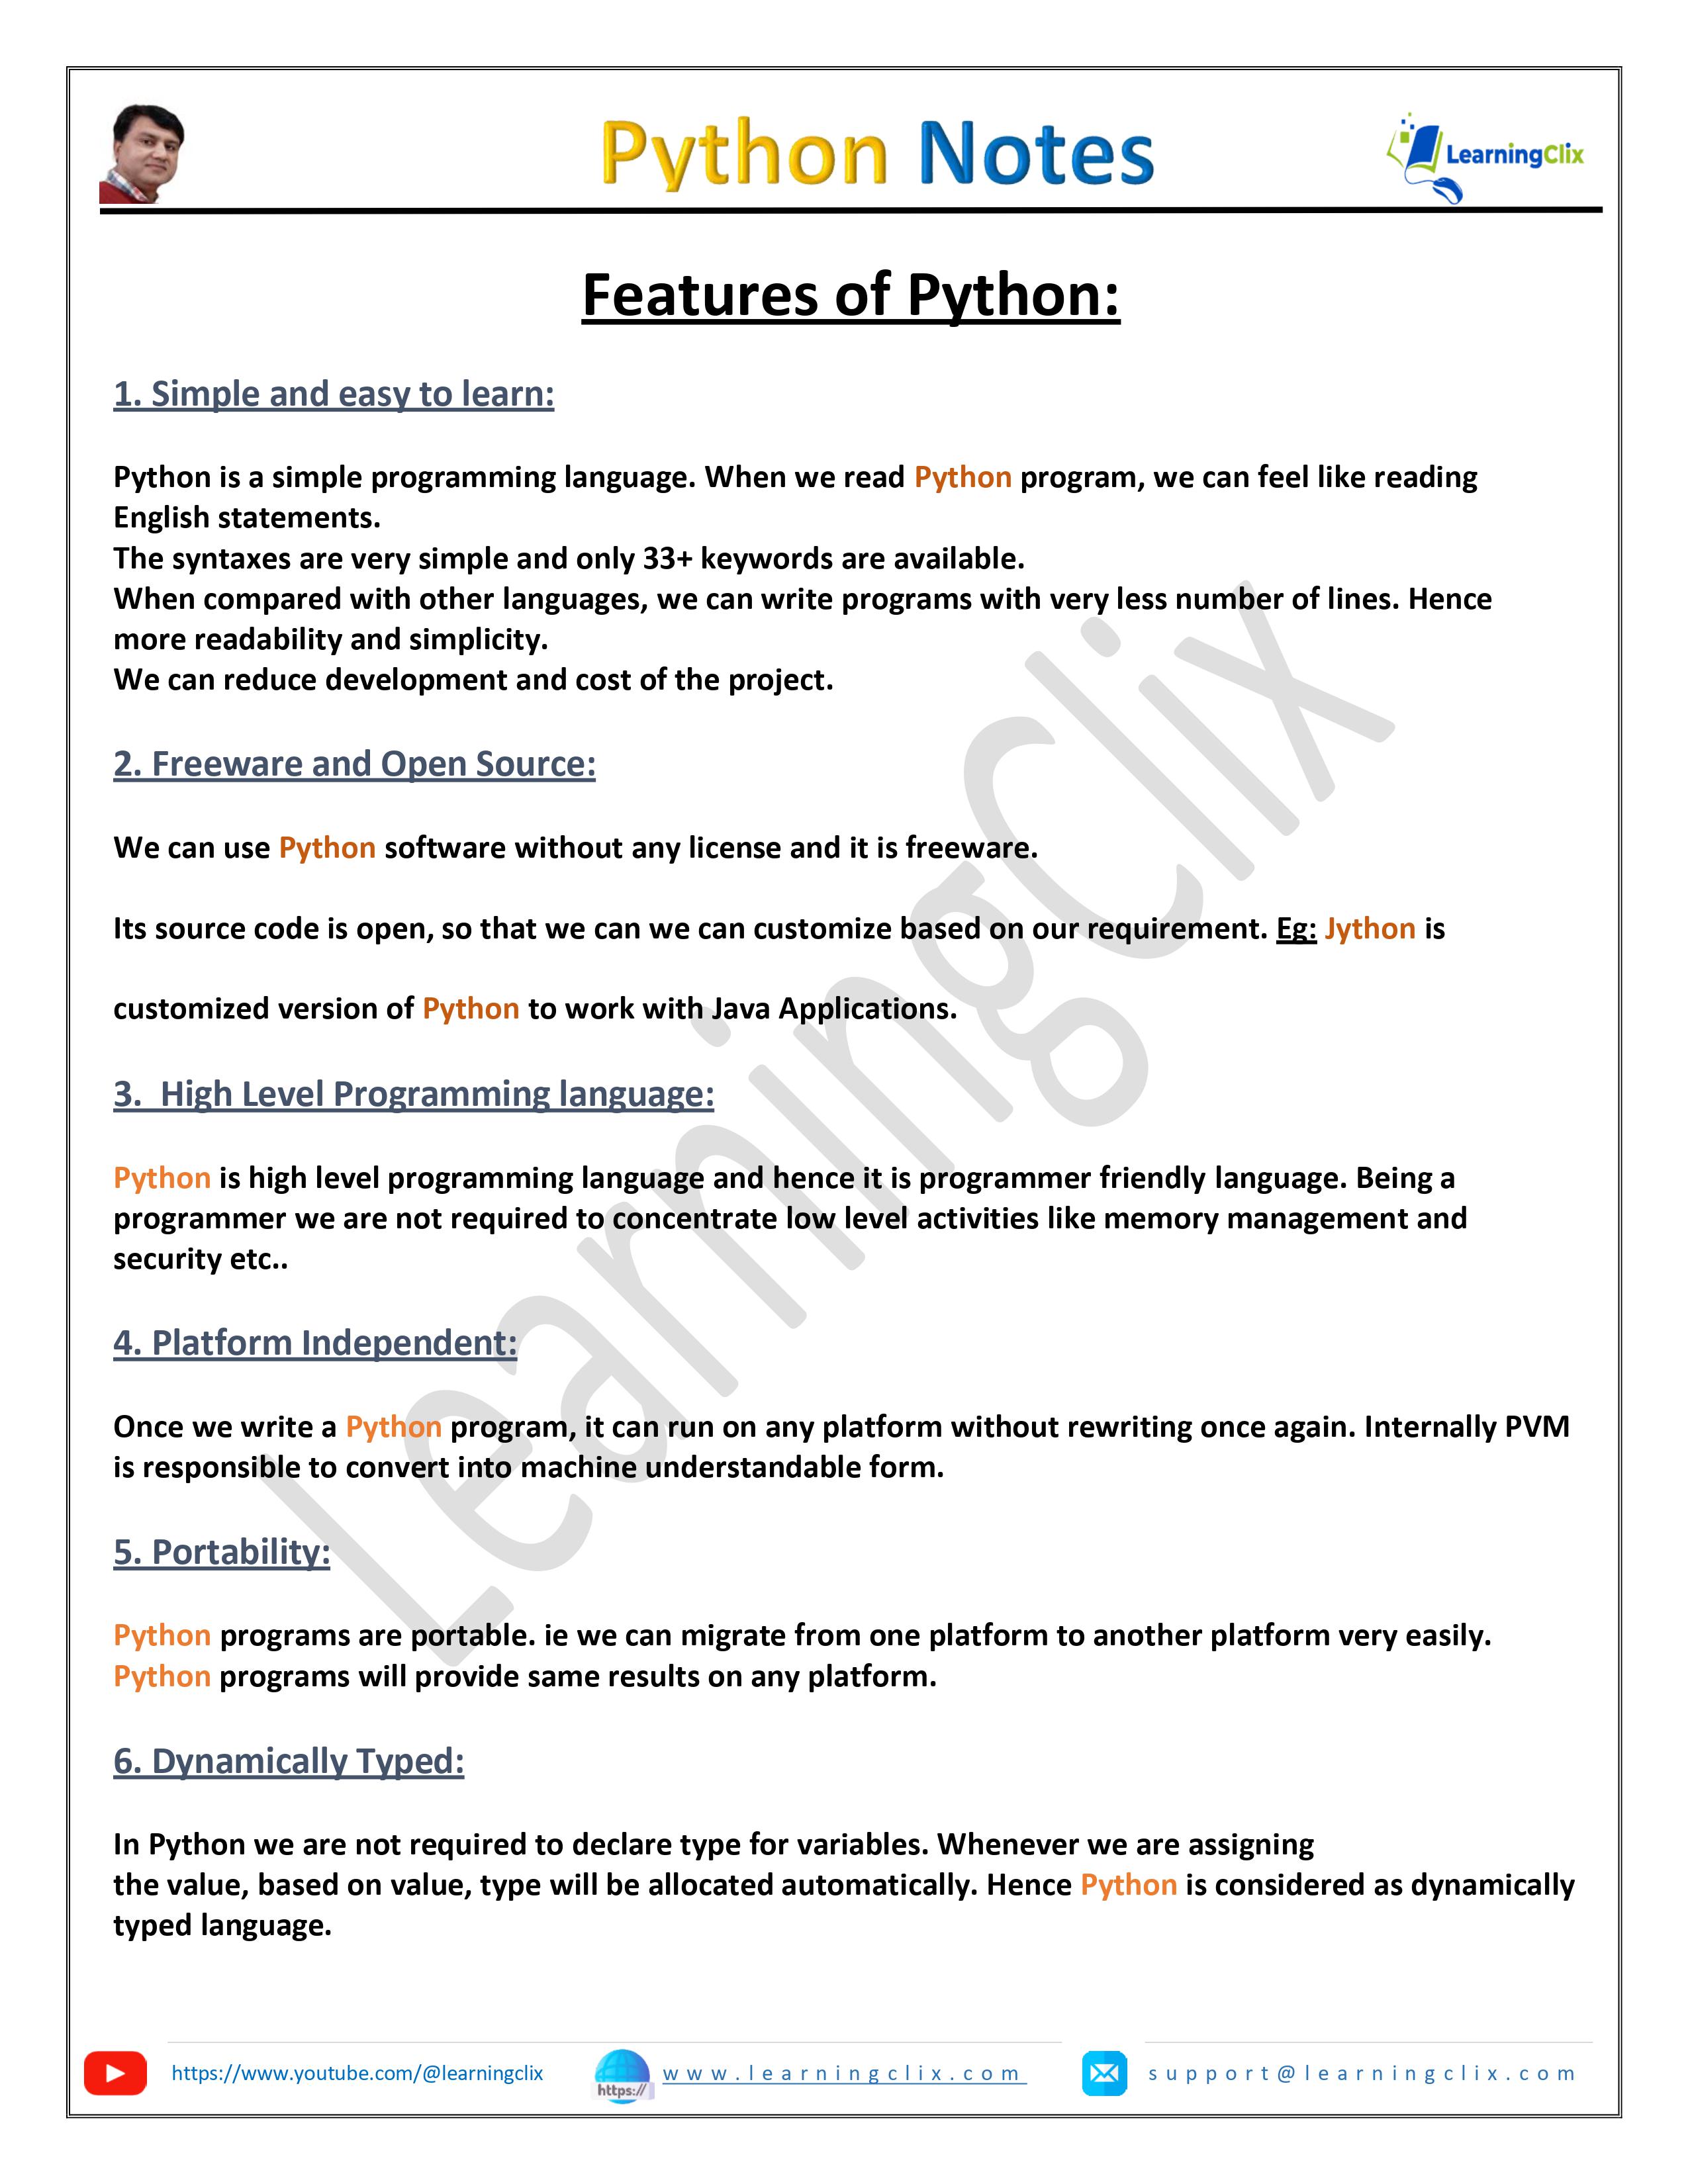 Python Notes
LearningClix
Features of Python:
1. Simple and easy to learn:
Python is a simple programming language. When we read Python program, we can feel like reading
English statements.
The syntaxes are very simple and only 33+ keywords are available.
When compared with other languages, we can write programs with very less number of lines. Hence
more readability and simplicity.
We can reduce development and cost of the project.
2. Freeware and Open Source:
We can use Python software without any license and it is freeware.
Its source code is open, so that we can we can customize based on our requirement. Eg: Jython is
customized version of Python to work with Java Applications.
3.  High Level Programming language:
Python is high level programming language and hence it is programmer friendly language. Being a
programmer we are not required to concentrate low level activities like memory management and
security etc..
4. Platform Independent:
Once we write a Python program, it can run on any platform without rewriting once again. Internally PVM
is responsible to convert into machine understandable form.
5. Portability:
Python programs are portable. ie we can migrate from one platform to another platform very easily.
Python programs will provide same results on any platform.
6. Dynamically Typed:
In Python we are not required to declare type for variables. Whenever we are assigning
the value, based on value, type will be allocated automatically. Hence Python is considered as dynamically
typed language.
LearningClix
https://www.youtube.com/@learningclix
https://
www.learningclix.com
support@learningclix.com